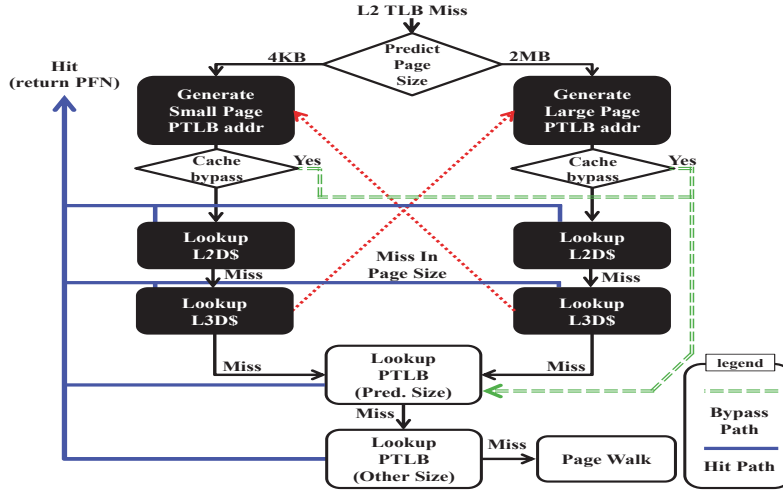 L2 TLB Miss
Predict
Page
Size
4KB
2MB
Hit
(return PFN)
Generate
Small Page
PTLB addr
Generate
Large Page
PTLB addr
Cache
bypass
Yes
Cache
bypass
Yes
Lookup
L2D$
Lookup
L2D$
Miss
Miss In
Page Size
Miss
Lookup
L3D$
Lookup
L3D$
Miss
Miss
Lookup
PTLB
(Pred. Size)
Miss
Lookup
PTLB
(Other Size)
Miss
Page Walk
legend
Bypass
Path
Hit Path